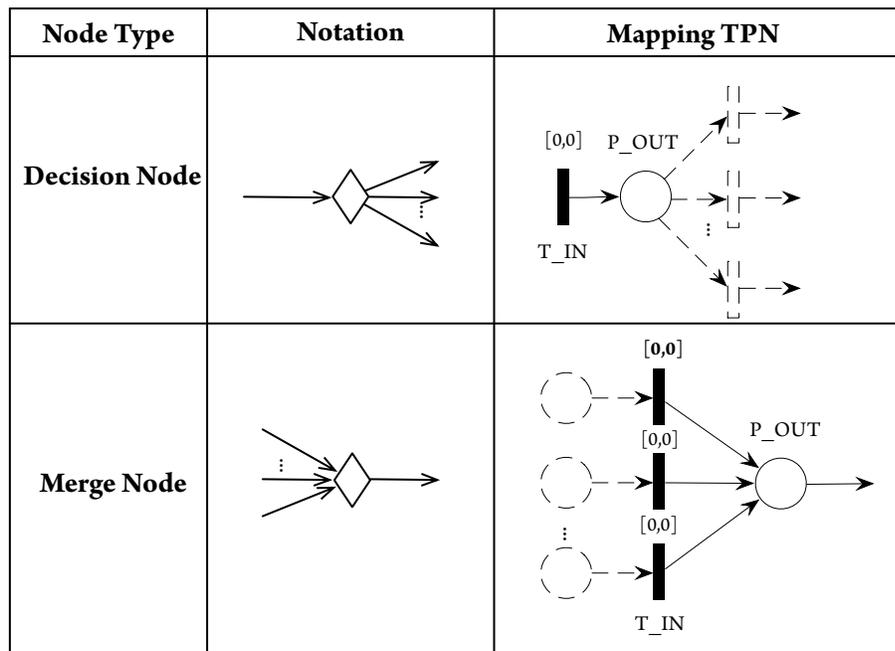 Node Type
Notation
Mapping TPN
Decision Node
[0,0]
P_OUT
T_IN
Merge Node
[0,0]
[0,0]
P_OUT
[0,0]
T_IN